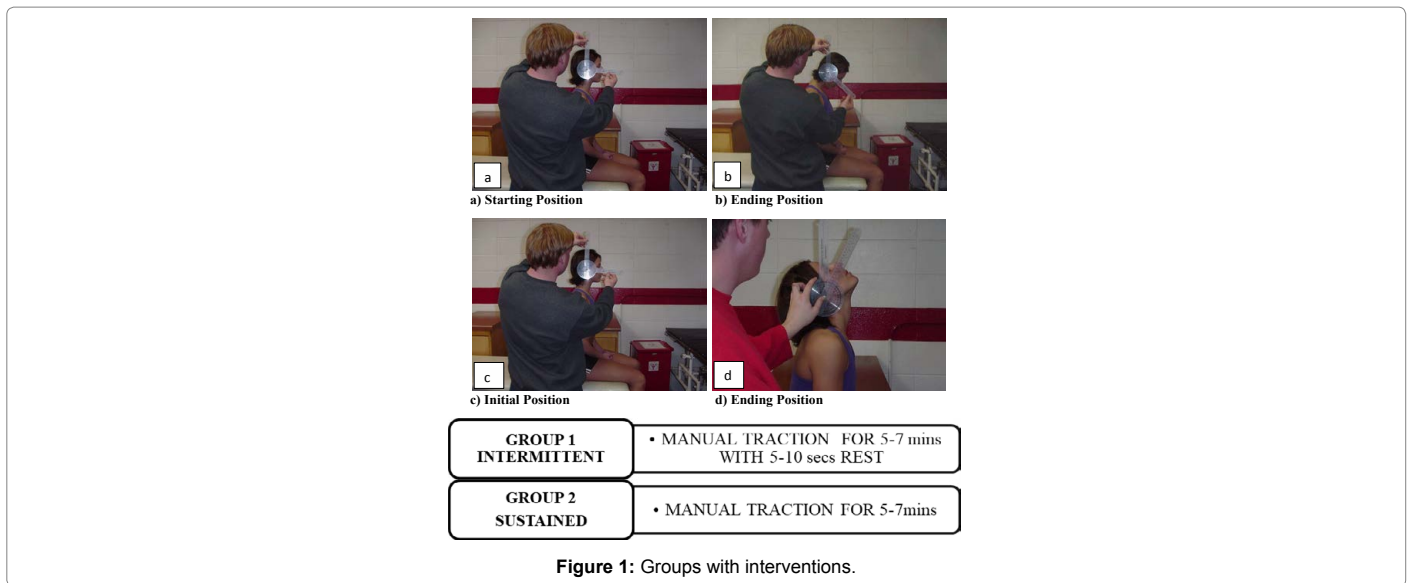 a
b
a) Starting Position
b) Ending Position
c
d
c) Initial Position
d) Ending Position
GROUP 1
INTERMITTENT
• MANUAL TRACTION FOR 5-7 mins
WITH 5-10 secs REST
GROUP 2
SUSTAINED
• MANUAL TRACTION FOR 5-7mins
Figure 1: Groups with interventions.